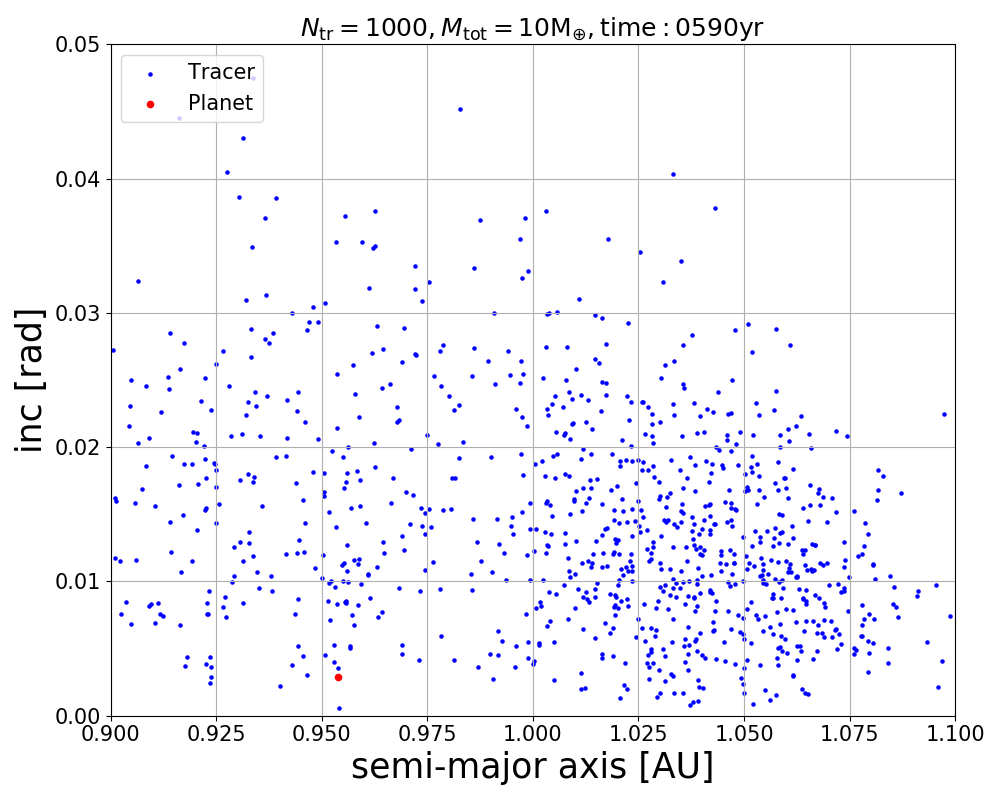 N_tr = 1000, M_tot = 10M_⊕, time : 0590yr
Tracer
Planet
0.05
0.04
0.03
0.02
0.01
0.00
inc [rad]
0.900 0.925 0.950 0.975 1.000 1.025 1.050 1.075 1.100
semi-major axis [AU]